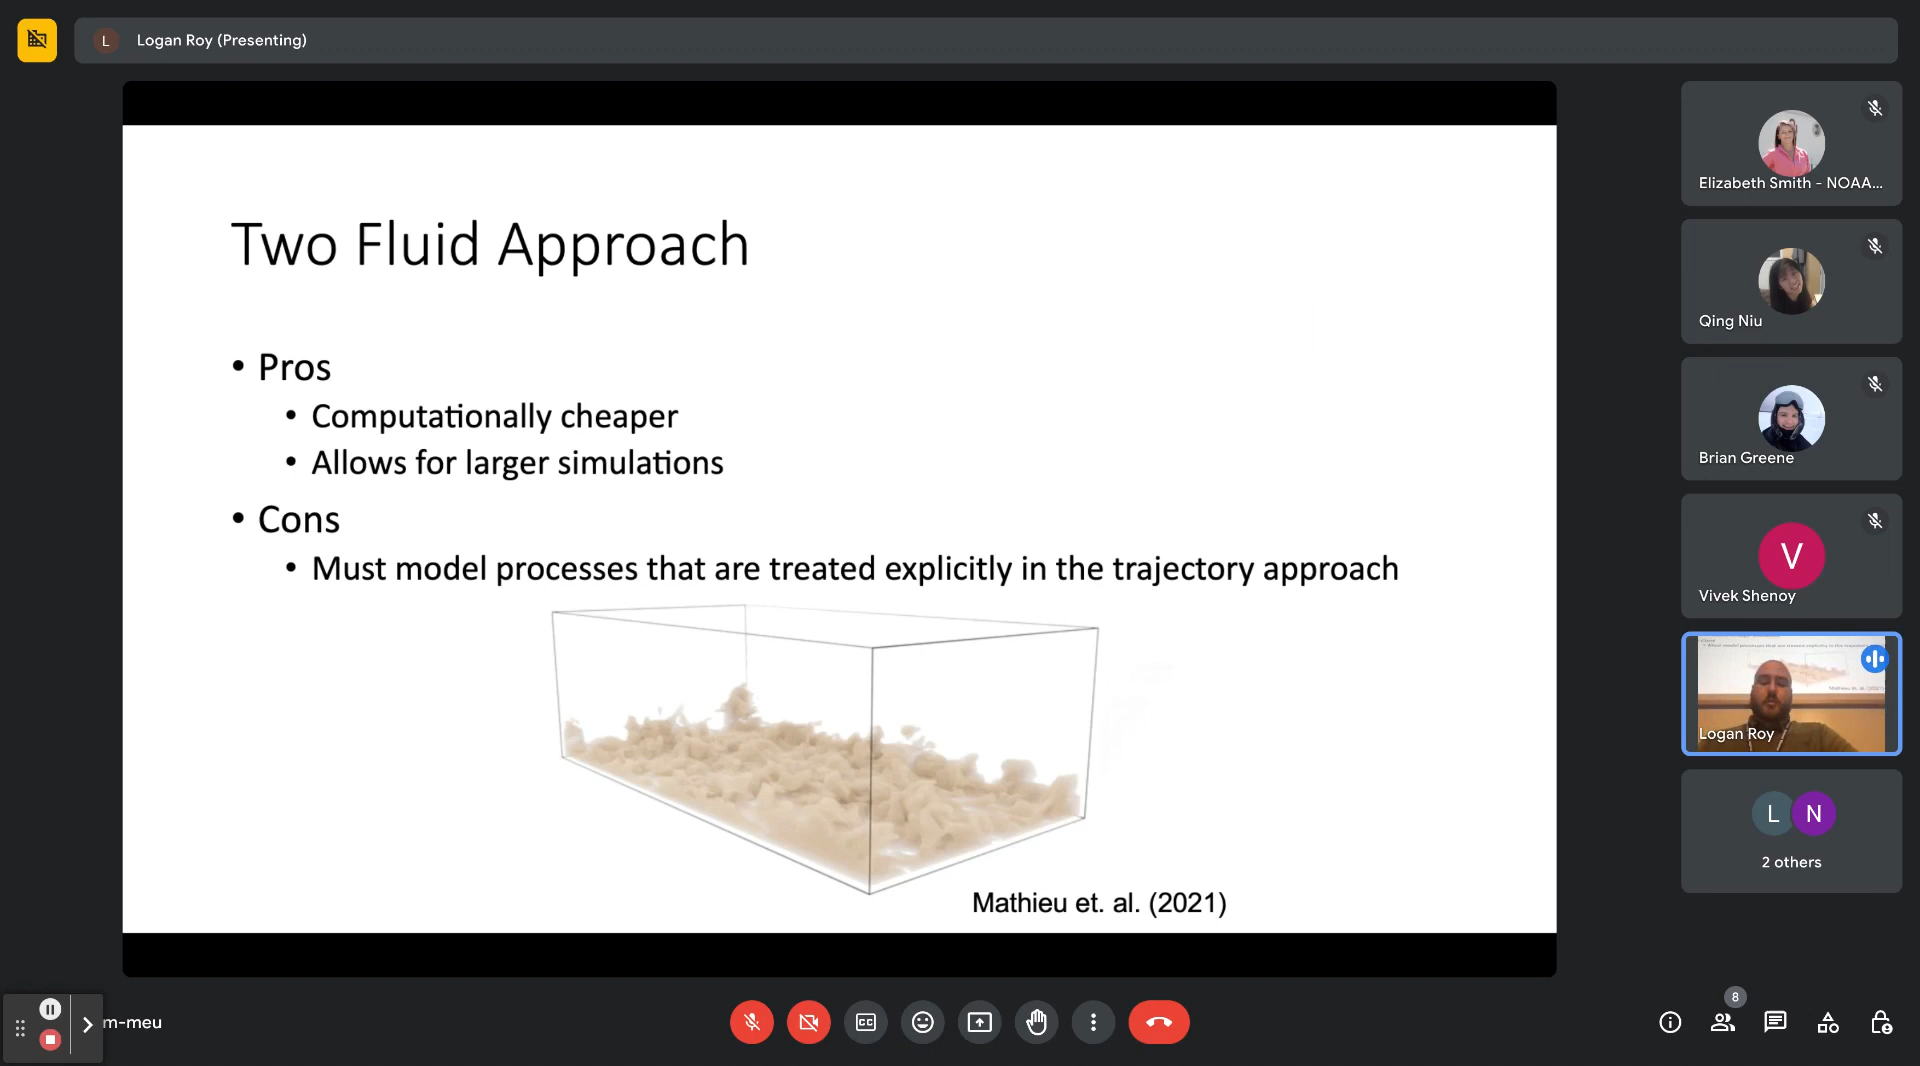 L Logan Roy (Presenting)
Two Fluid Approach
• Pros
• Computationally cheaper
• Allows for larger simulations
• Cons
• Must model processes that are treated explicitly in the trajectory approach
Mathieu et. al. (2021)
Elizabeth Smith - NOAA...
Qing Niu
Brian Greene
V
Vivek Shenoy
Logan Roy
L N
2 others
m-meu
CC
8